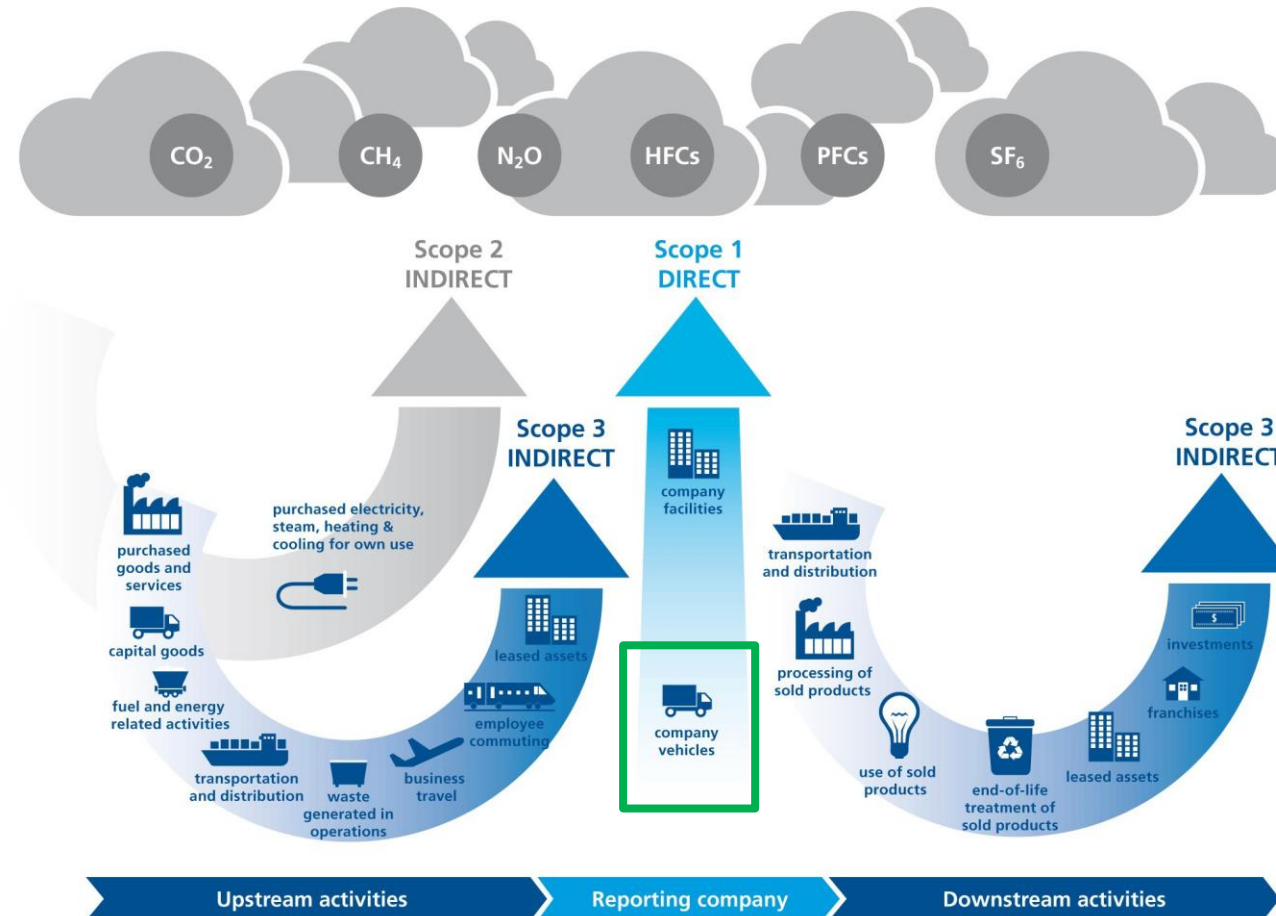 CO₂
CH₄
N₂O
HFCs
PFCs
SF₆
Scope 2
INDIRECT
Scope 1
DIRECT
Scope 3
INDIRECT
Scope 3
INDIRECT
purchased electricity,
steam, heating &
cooling for own use
purchased
goods and
services
capital goods
fuel and energy
related activities
transportation
and distribution
waste
generated in
operations
business
travel
employee
commuting
leased assets
company
facilities
company
vehicles
transportation
and distribution
processing of
sold products
use of sold
products
end-of-life
treatment of
sold products
leased assets
franchises
$
investments
Upstream activities
Reporting company
Downstream activities